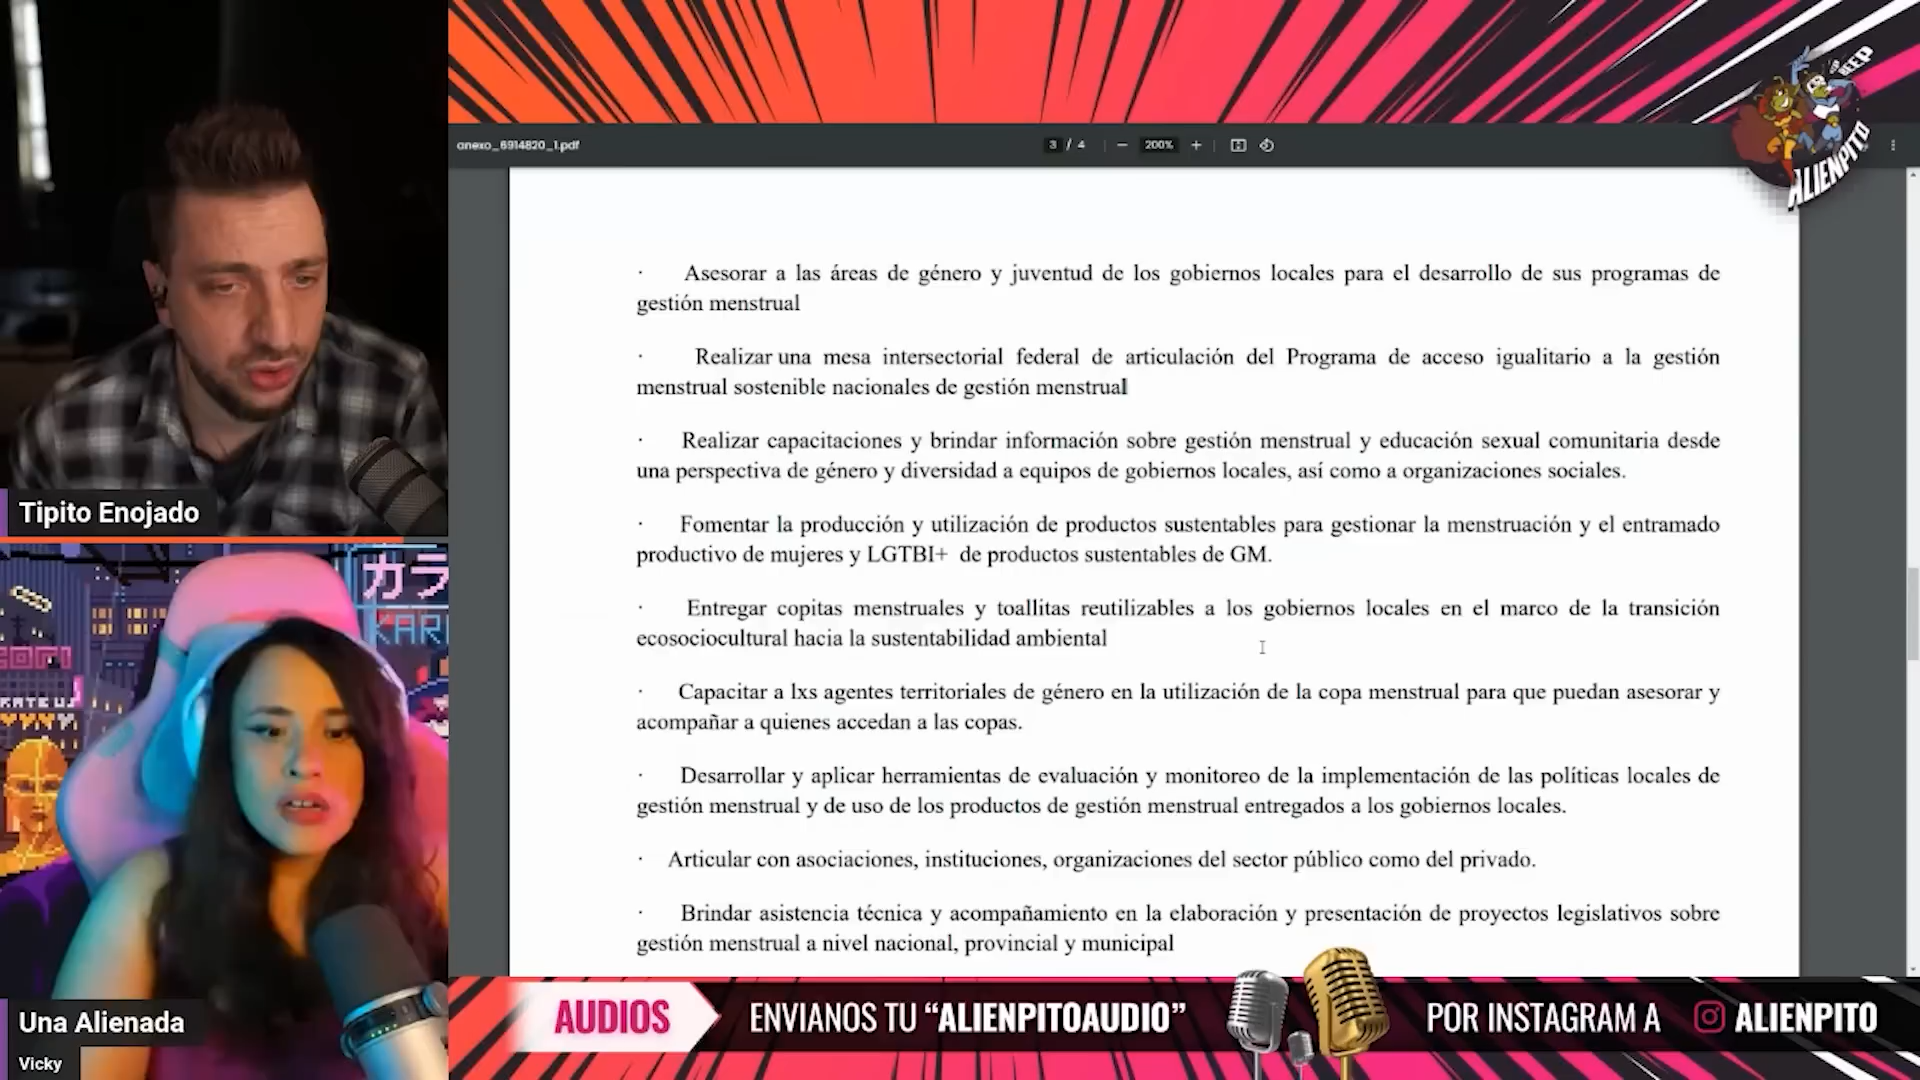 anexo_6914820_1.pdf
3 / 4
200%
BEEP
ALIENPITO
· Asesorar a las áreas de género y juventud de los gobiernos locales para el desarrollo de sus programas de
gestión menstrual
· Realizar una mesa intersectorial federal de articulación del Programa de acceso igualitario a la gestión
menstrual sostenible nacionales de gestión menstrual
· Realizar capacitaciones y brindar información sobre gestión menstrual y educación sexual comunitaria desde
una perspectiva de género y diversidad a equipos de gobiernos locales, así como a organizaciones sociales.
· Fomentar la producción y utilización de productos sustentables para gestionar la menstruación y el entramado
productivo de mujeres y LGTBI+ de productos sustentables de GM.
· Entregar copitas menstruales y toallitas reutilizables a los gobiernos locales en el marco de la transición
ecosociocultural hacia la sustentabilidad ambiental
· Capacitar a lxs agentes territoriales de género en la utilización de la copa menstrual para que puedan asesorar y
acompañar a quienes accedan a las copas.
· Desarrollar y aplicar herramientas de evaluación y monitoreo de la implementación de las políticas locales de
gestión menstrual y de uso de los productos de gestión menstrual entregados a los gobiernos locales.
· Articular con asociaciones, instituciones, organizaciones del sector público como del privado.
· Brindar asistencia técnica y acompañamiento en la elaboración y presentación de proyectos legislativos sobre
gestión menstrual a nivel nacional, provincial y municipal
Tipito Enojado
カラ
Una Alienada
Vicky
AUDIOS
ENVIANOS TU “ALIENPITOAUDIO”
POR INSTAGRAM A
ALIENPITO